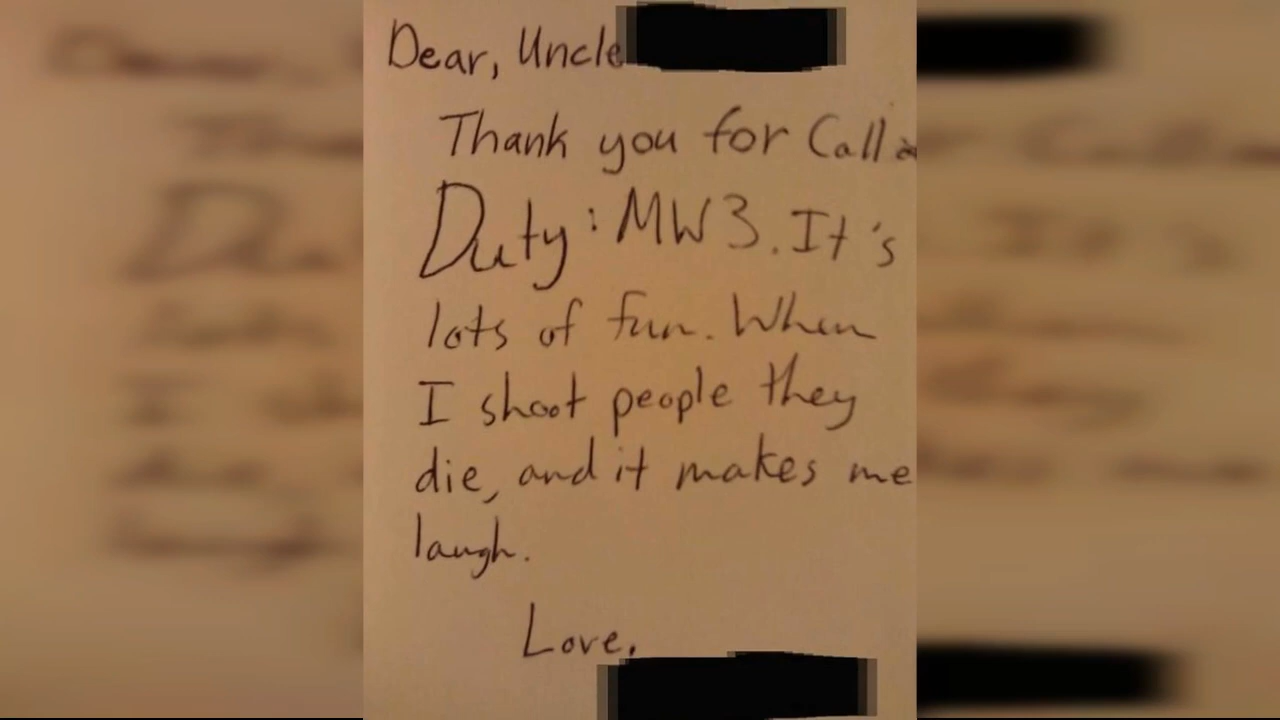 Dear, Uncle
Thank you for Call
Duty: MW3. It's
lots of fun. When
I shoot people they
die, and it makes me
laugh.
Love,